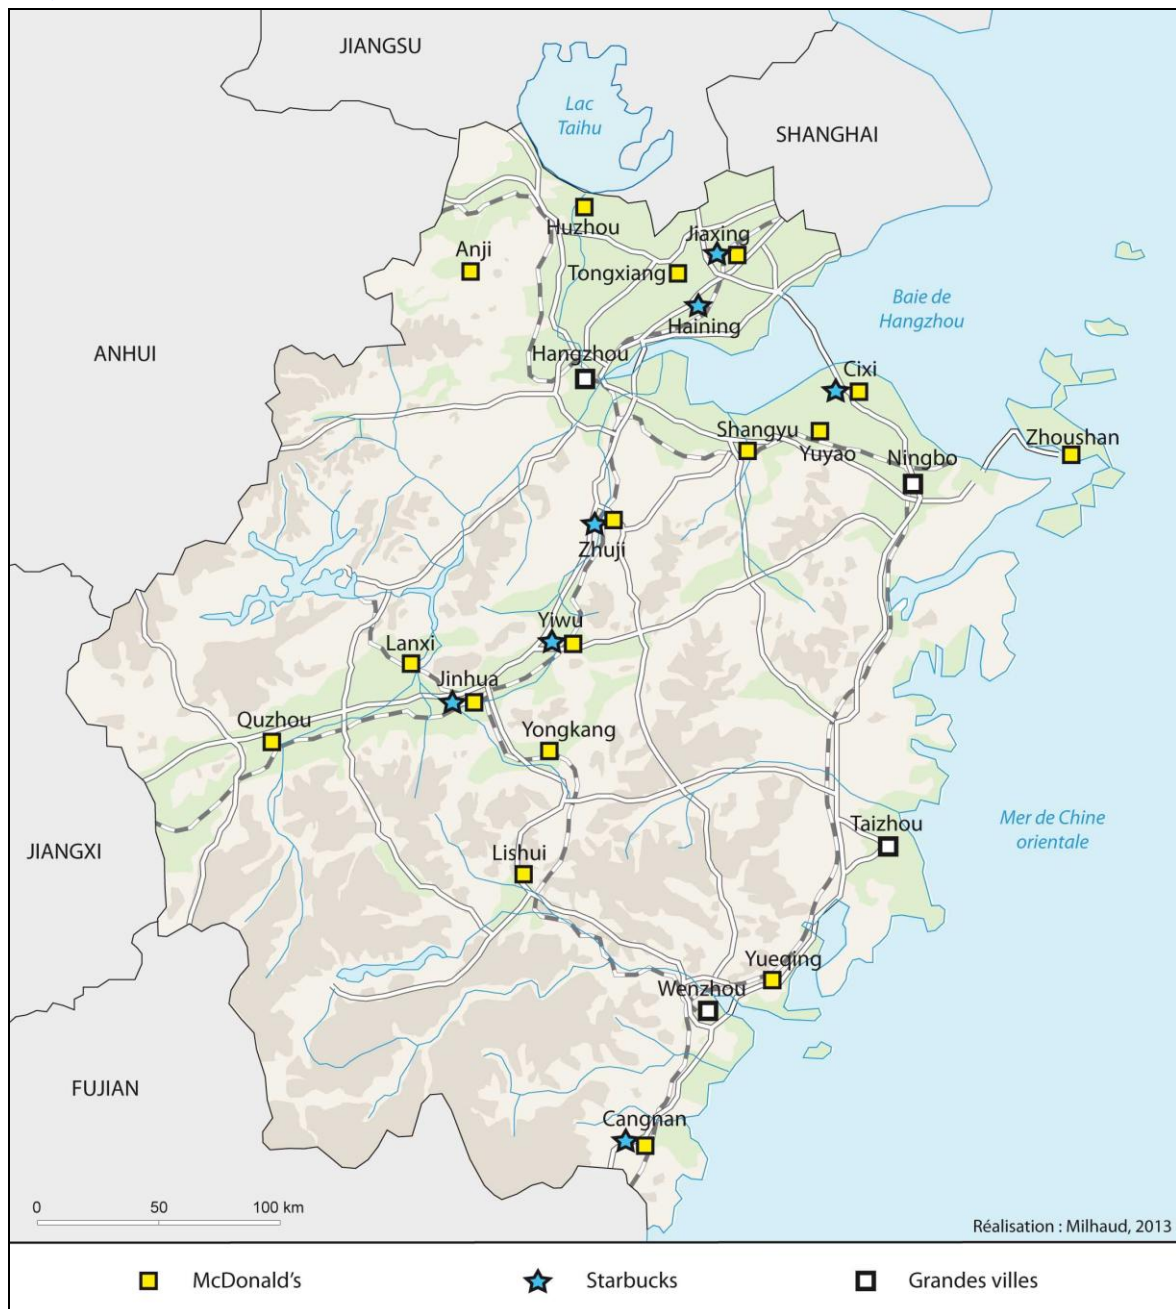 JIANGSU
Lac
Taihu
SHANGHAI
Huzhou
Jiaxing
Anji
Tongxiang
Baie de
Hangzhou
Haining
ANHUI
Hangzhou
Cixi
Shangyu
Yuyao
Ningbo
Zhoushan
Zhuji
Yiwu
Lanxi
Jinhua
Quzhou
Yongkang
Mer de Chine
orientale
Taizhou
JIANGXI
Lishui
Yueqing
Wenzhou
FUJIAN
Cangnan
0 50 100 km
Réalisation : Milhaud, 2013
McDonald's Starbucks Grandes villes